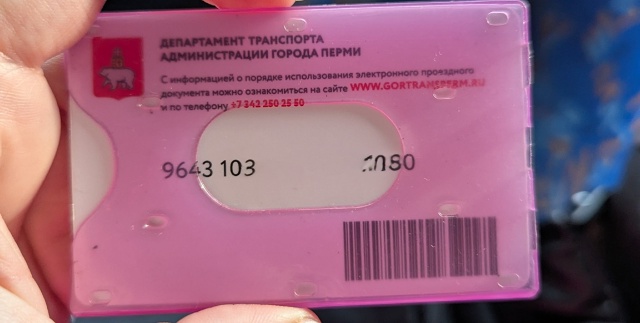 ДЕПАРТАМЕНТ ТРАНСПОРТА
АДМИНИСТРАЦИИ ГОРОДА ПЕРМИ
С информацией о порядке использования электронного проездного
документа можно ознакомиться на сайте WWW.GORTRANSPERM.RU
и по телефону +7 342 250 25 50
9643 103